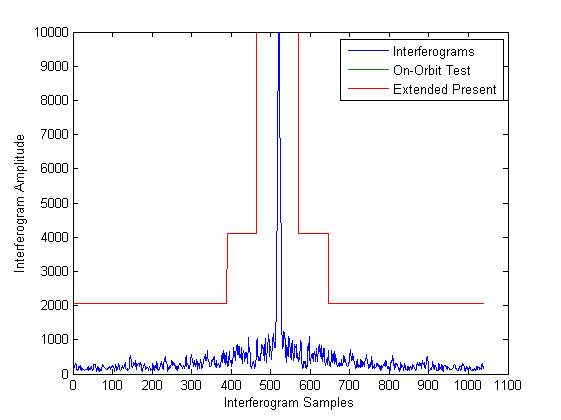 10000
9000
8000
7000
6000
5000
4000
3000
2000
1000
0
Interferogram Amplitude
Interferograms
On-Orbit Test
Extended Present
0 100 200 300 400 500 600 700 800 900 1000 1100
Interferogram Samples